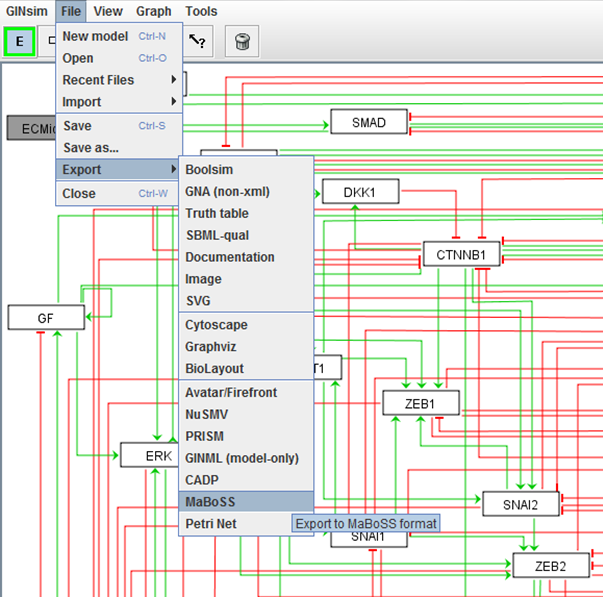 GINsim File View Graph Tools
E
?
New model Ctrl-N
Open Ctrl-O
Recent Files
Import
Save Ctrl-S
Save as...
Export
Close Ctrl-W
Boolsim
GNA (non-xml)
Truth table
SBML-qual
Documentation
Image
SVG
Cytoscape
Graphviz
BioLayout
Avatar/Firefront
NuSMV
PRISM
GINML (model-only)
CADP
MaBoSS
Petri Net
Export to MaBoSS format
SMAD
DKK1
CTNNB1
GF
T1
ZEB1
ERK
SNAI2
SNAI1
ZEB2